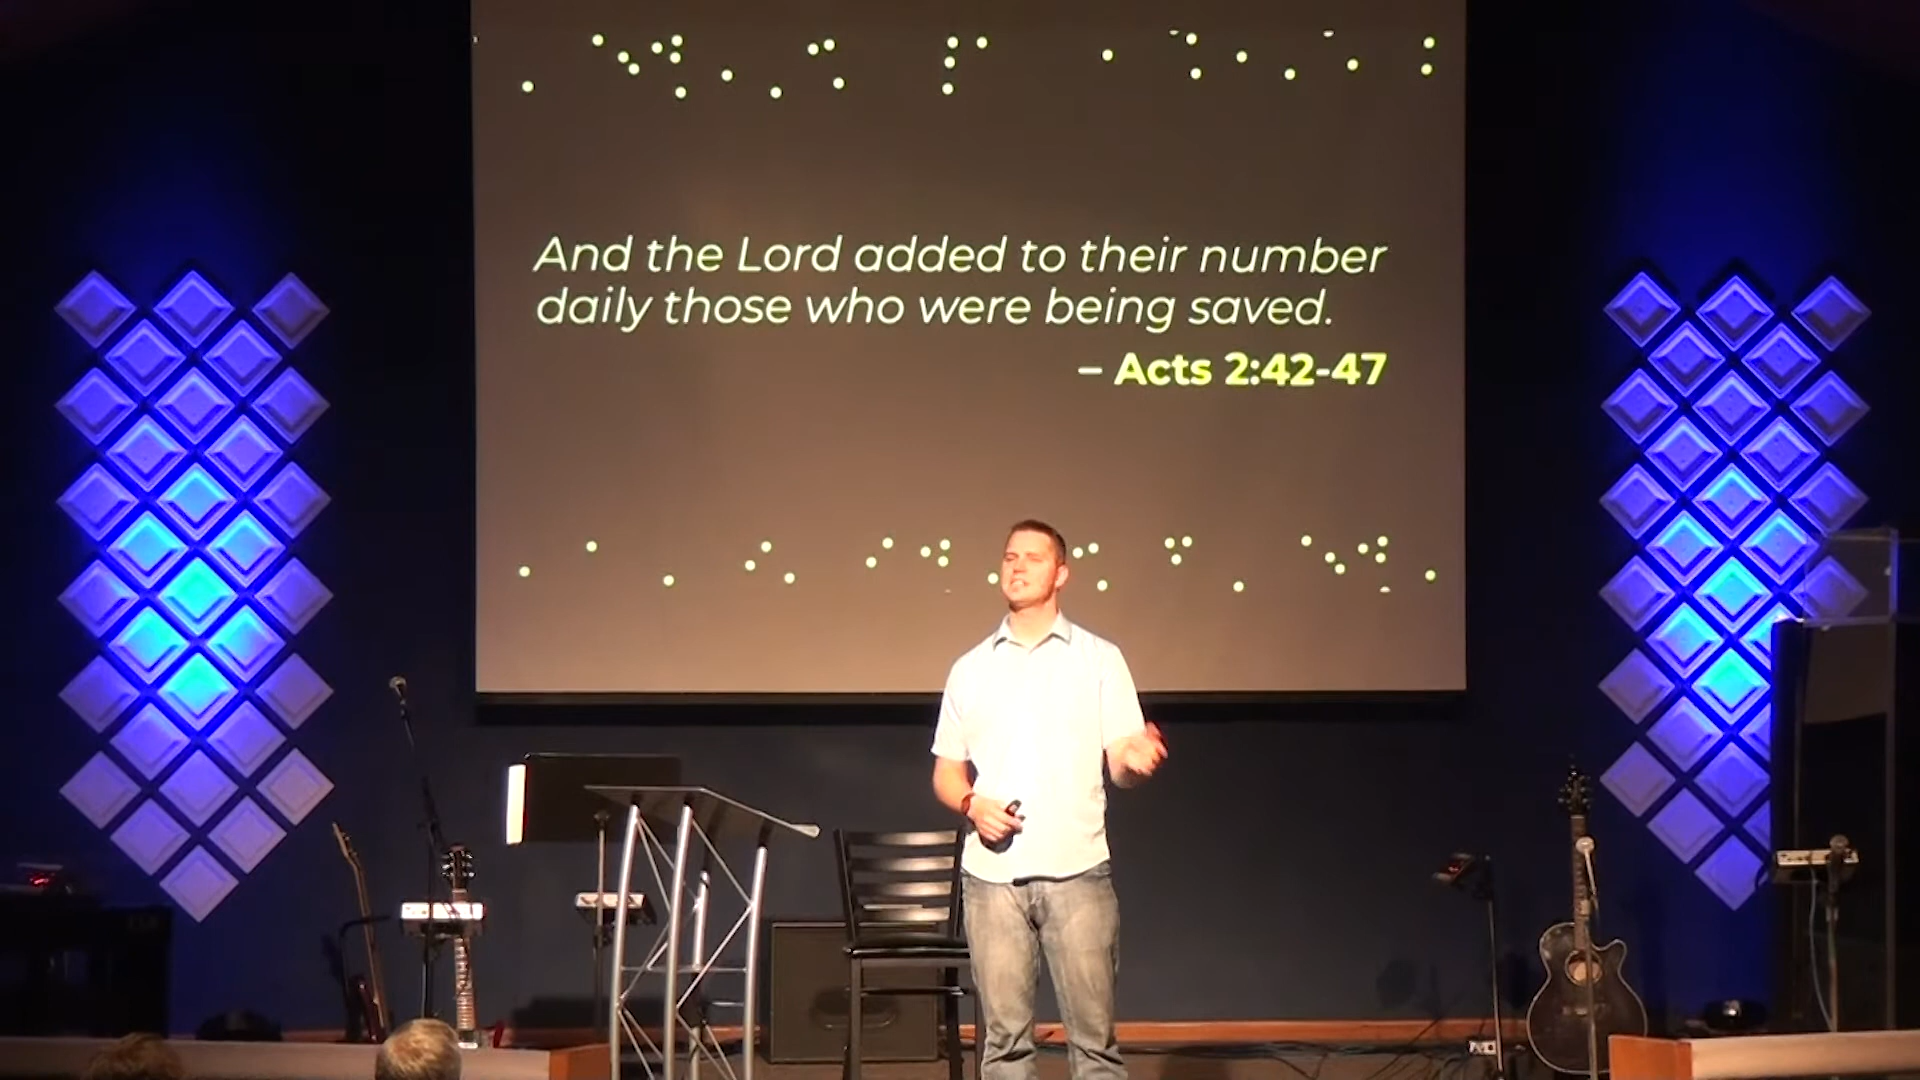 And the Lord added to their number
daily those who were being saved.
– Acts 2:42-47